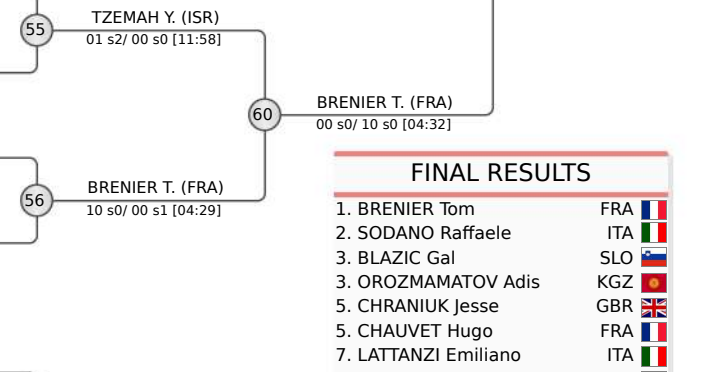 55
TZEMAH Y. (ISR)
01 s2/ 00 s0 [11:58]
60
BRENIER T. (FRA)
00 s0/ 10 s0 [04:32]
56
BRENIER T. (FRA)
10 s0/ 00 s1 [04:29]
FINAL RESULTS
1. BRENIER Tom FRA
2. SODANO Raffaele ITA
3. BLAZIC Gal SLO
3. OROZMAMATOV Adis KGZ
5. CHRANIUK Jesse GBR
5. CHAUVET Hugo FRA
7. LATTANZI Emiliano ITA